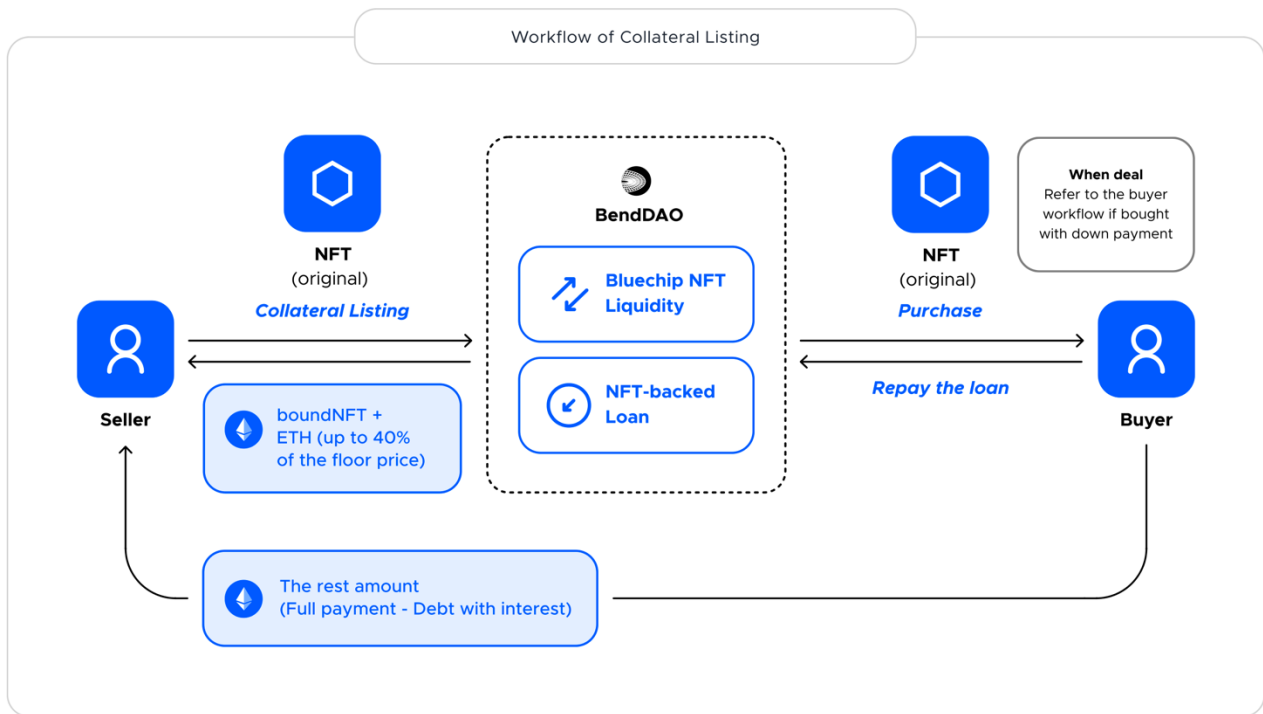 Workflow of Collateral Listing
NFT
(original)
Collateral Listing
Seller
boundNFT +
ETH (up to 40%
of the floor price)
BendDAO
Bluechip NFT
Liquidity
NFT-backed
Loan
NFT
(original)
Purchase
Repay the loan
When deal
Refer to the buyer
workflow if bought
with down payment
Buyer
The rest amount
(Full payment - Debt with interest)